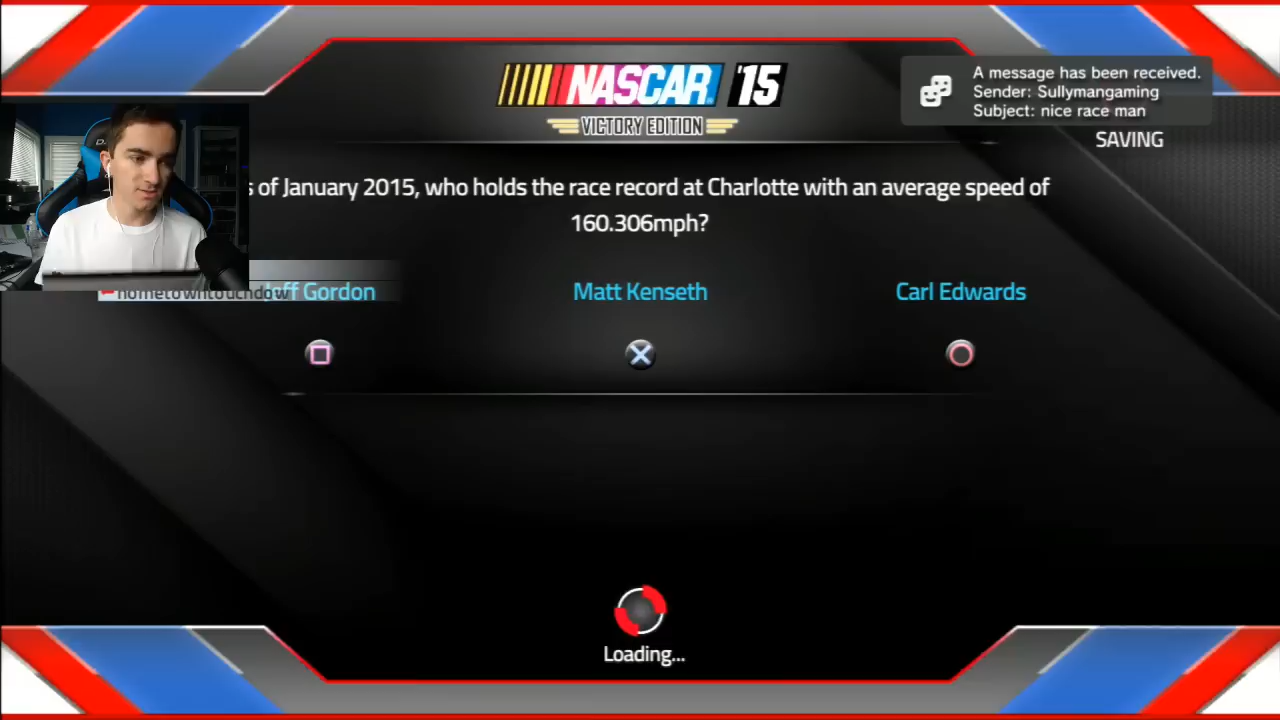 NASCAR '15
VICTORY EDITION
A message has been received.
Sender: Sullymangaming
Subject: nice race man
SAVING
s of January 2015, who holds the race record at Charlotte with an average speed of
160.306mph?
hometowntouchdow
Jeff Gordon
Matt Kenseth
Carl Edwards
Loading...